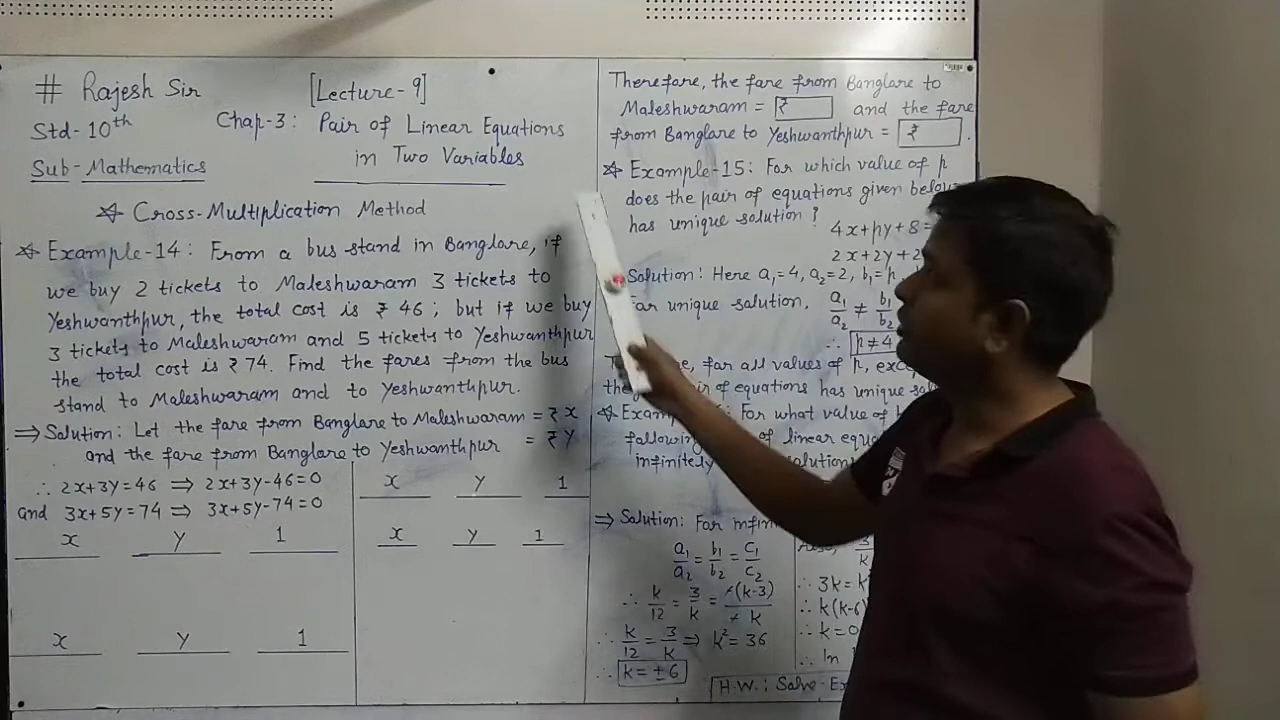 # Rajesh Sir
[Lecture-9]
Std-10th
Chap-3: Pair of Linear Equations
in Two Variables
Sub-Mathematics
☆ Cross-Multiplication Method
☆ Example-14: From a bus stand in Banglare, if
we buy 2 tickets to Maleshwaram 3 tickets to
Yeshwanthpur, the total cost is ₹ 46; but if we buy
3 tickets to Maleshwaram and 5 tickets to Yeshwanthpur
the total cost is ₹ 74. Find the fares from the bus
stand to Maleshwaram and to Yeshwanthpur.
⇒ Solution: Let the fare from Banglare to Maleshwaram = ₹ x
and the fare from Banglare to Yeshwanthpur = ₹ y
∴ 2x+3y=46 ⇒ 2x+3y-46=0
and 3x+5y=74 ⇒ 3x+5y-74=0
x y 1
x y 1
x y 1
x y 1
Therefore, the fare from Banglare to
Maleshwaram = ₹ and the fare
from Banglare to Yeshwanthpur = ₹ .
☆ Example-15: For which value of p
does the pair of equations given below
has unique solution?
4x+py+8=
2x+2y+2
Solution: Here a₁=4, a₂=2, b₁=p
For unique solution. a₁/a₂ ≠ b₁/b₂
∴ p≠4
for all values of p,
of equations has unique
☆ For what value of
of linear
infinitely
⇒ Solution: For
a₁/a₂ = b₁/b₂ = c₁/c₂
∴ k/12 = 3/k = -(k-3)/-k
∴ k/12 = 3/k ⇒ k²=36
∴ k=±6
∴ 3k=k²
∴ k(k-6)
∴ k=0
∴ In
H.W.: Solve-